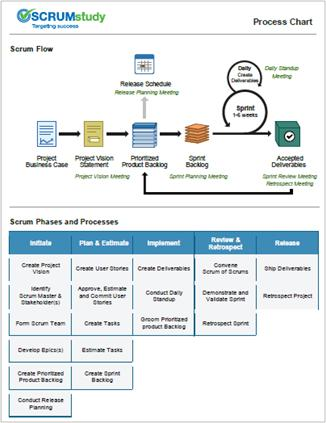 SCRUMstudy
Targeting success
Process Chart
Scrum Flow
Release Schedule
Release Planning Meeting
Daily
Create
Deliverables
Daily Standup
Meeting
Sprint
1-6 weeks
Project
Business Case
Project Vision
Statement
Project Vision Meeting
Prioritized
Product Backlog
Sprint
Backlog
Sprint Planning Meeting
Accepted
Deliverables
Sprint Review Meeting
Retrospect Meeting
Scrum Phases and Processes
Initiate
Plan & Estimate
Implement
Review &
Retrospect
Release
Create Project
Vision
Create User Stories
Create Deliverables
Convene
Scrum of Scrums
Ship Deliverables
Identify
Scrum Master &
Stakeholder(s)
Approve, Estimate
and Commit User
Stories
Conduct Daily
Standup
Demonstrate and
Validate Sprint
Retrospect Project
Form Scrum Team
Create Tasks
Groom Prioritized
product Backlog
Retrospect Sprint
Develop Epics(s)
Estimate Tasks
Create Prioritized
Product Backlog
Create Sprint
Backlog
Conduct Release
Planning